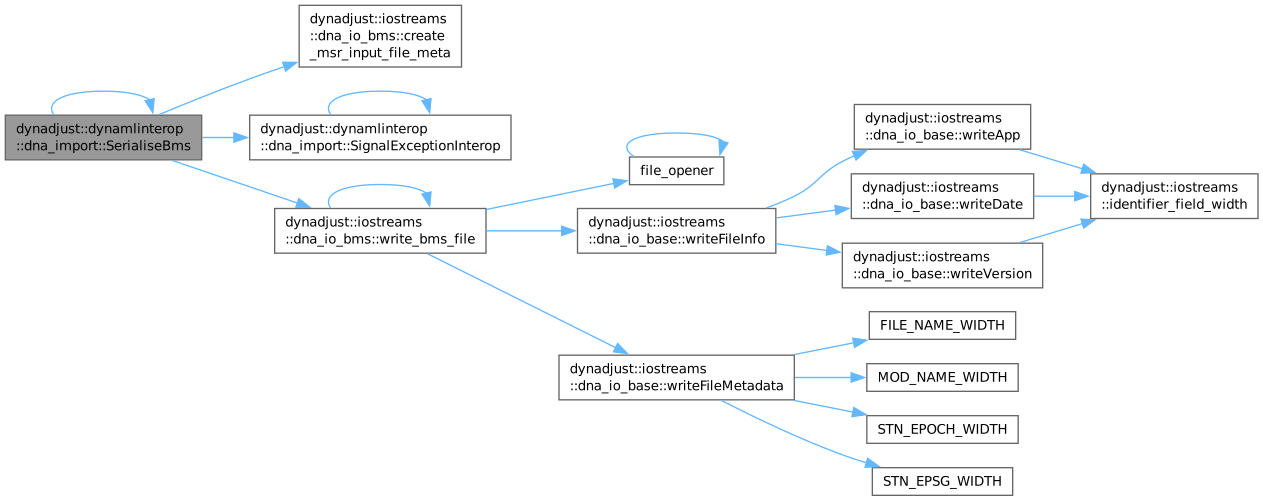 dynadjust::iostreams
::dna_io_bms::create
_msr_input_file_meta
dynadjust::dynamlinterop
::dna_import::SerialiseBms
dynadjust::dynamlinterop
::dna_import::SignalExceptionInterop
dynadjust::iostreams
::dna_io_bms::write_bms_file
file_opener
dynadjust::iostreams
::dna_io_base::writeFileInfo
dynadjust::iostreams
::dna_io_base::writeApp
dynadjust::iostreams
::dna_io_base::writeDate
dynadjust::iostreams
::dna_io_base::writeVersion
dynadjust::iostreams
::identifier_field_width
dynadjust::iostreams
::dna_io_base::writeFileMetadata
FILE_NAME_WIDTH
MOD_NAME_WIDTH
STN_EPOCH_WIDTH
STN_EPSG_WIDTH